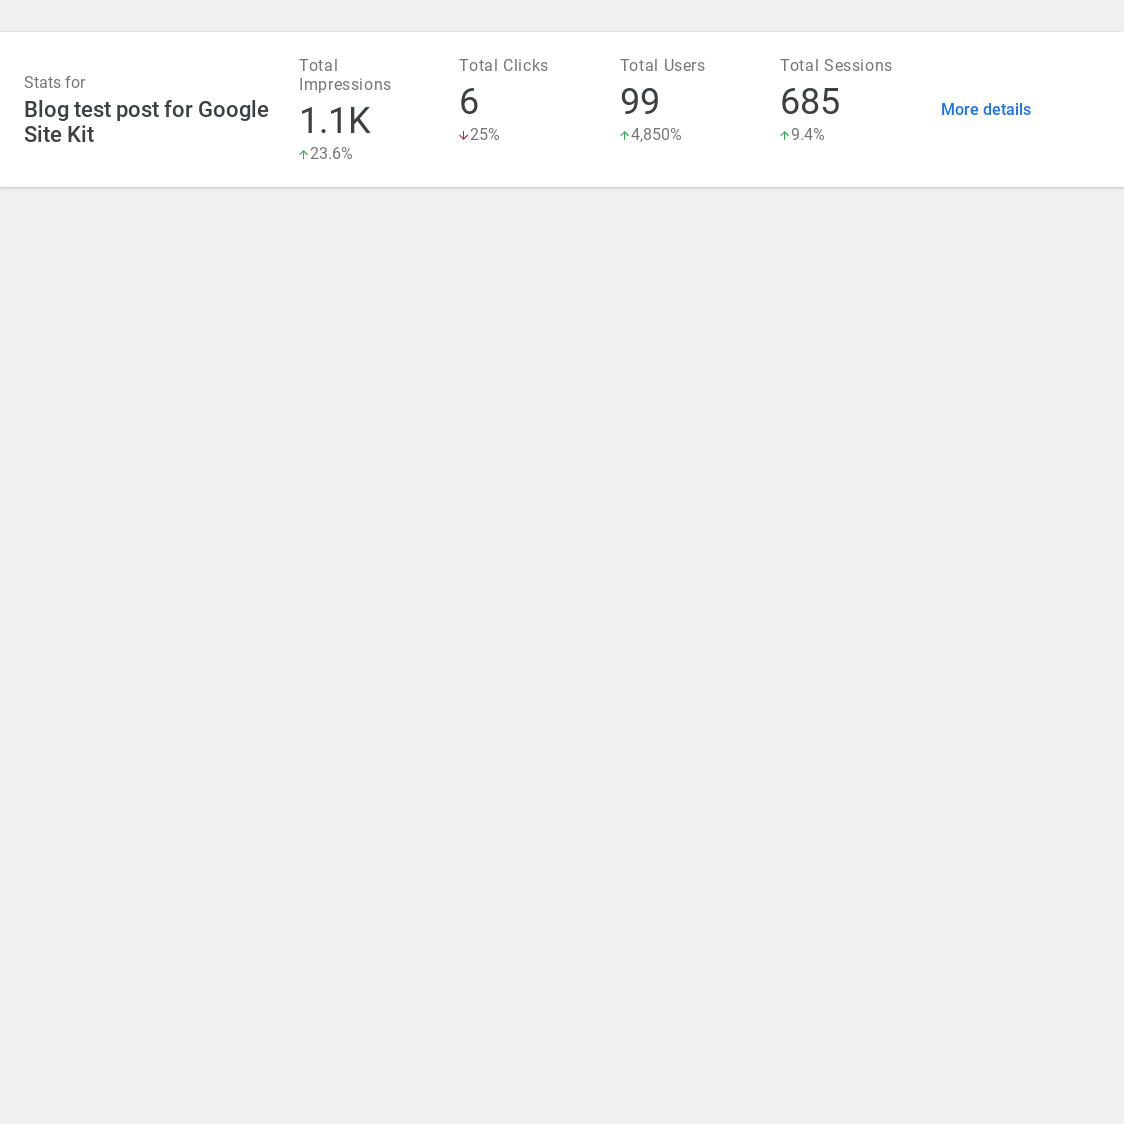 Stats for
Blog test post for Google
Site Kit
Total
Impressions
1.1K
23.6%
Total Clicks
6
25%
Total Users
99
4,850%
Total Sessions
685
9.4%
More details